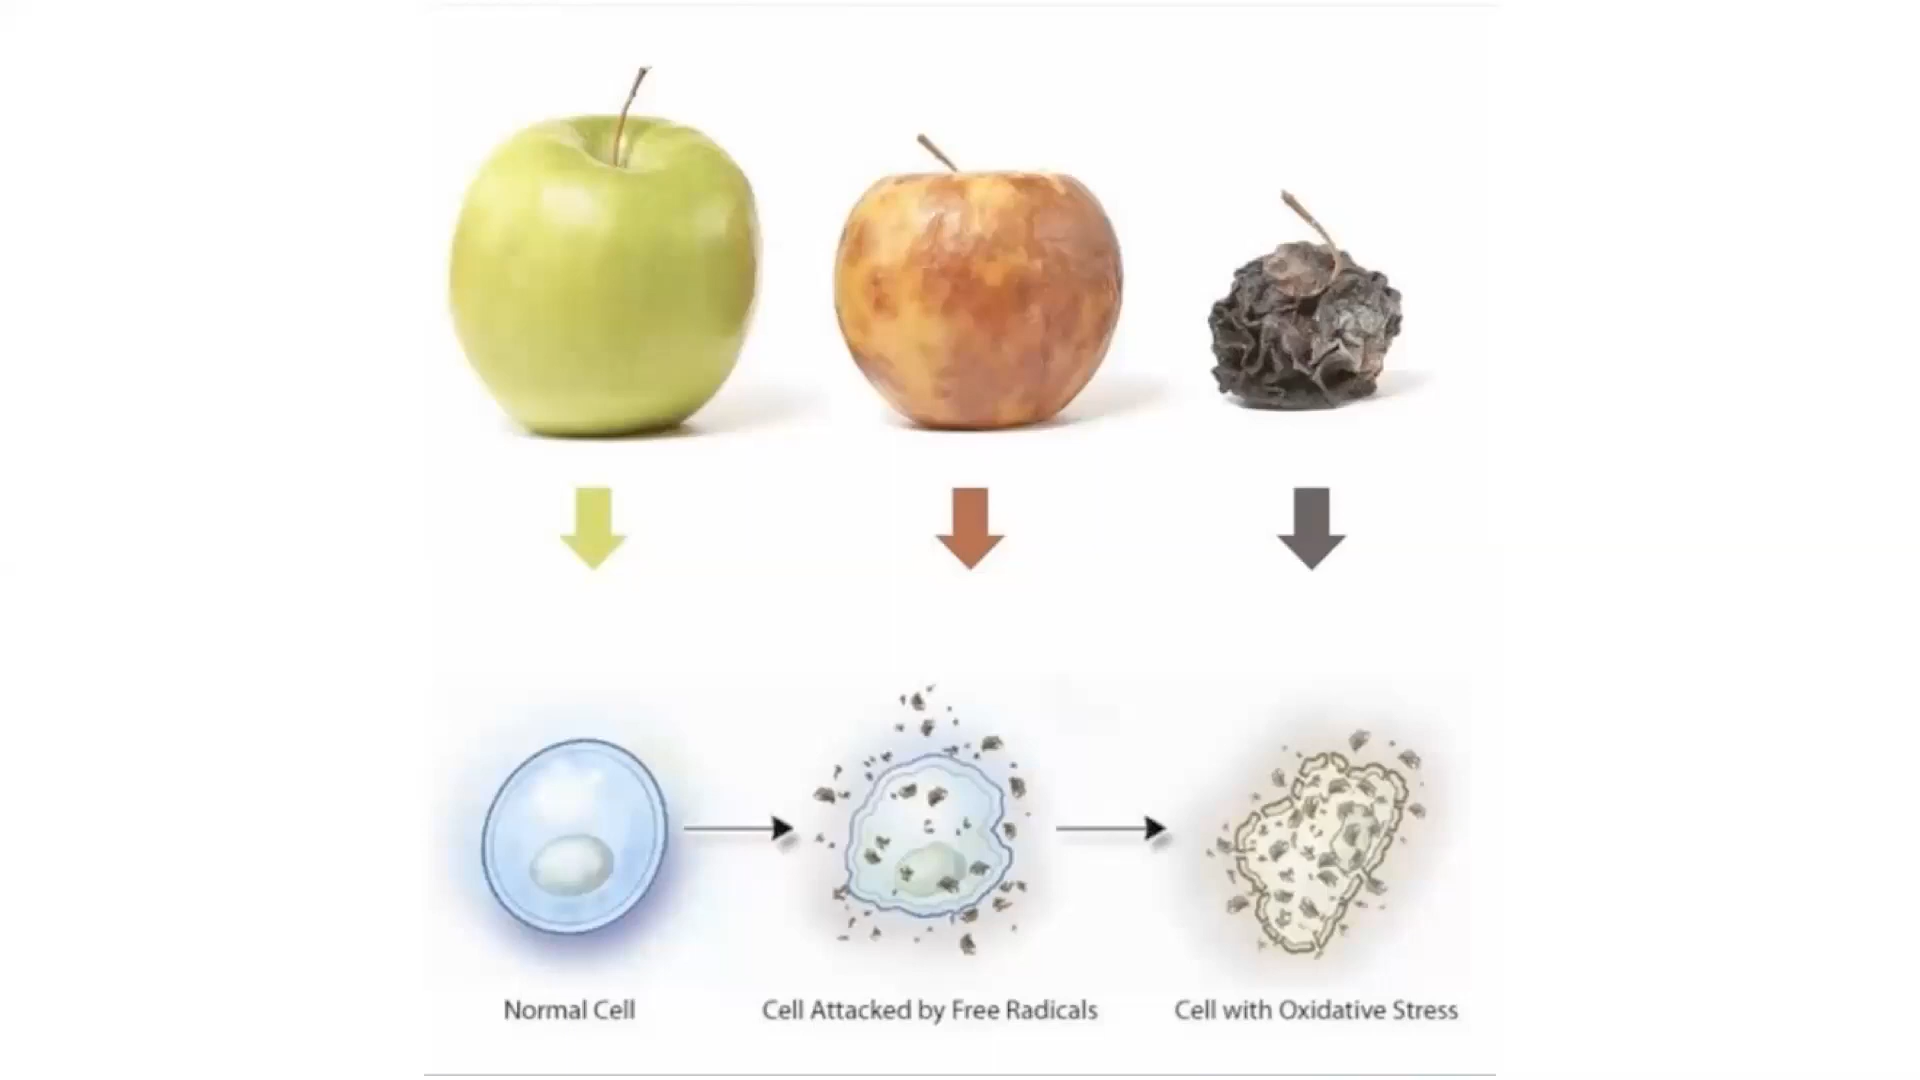 Normal Cell
Cell Attacked by Free Radicals
Cell with Oxidative Stress